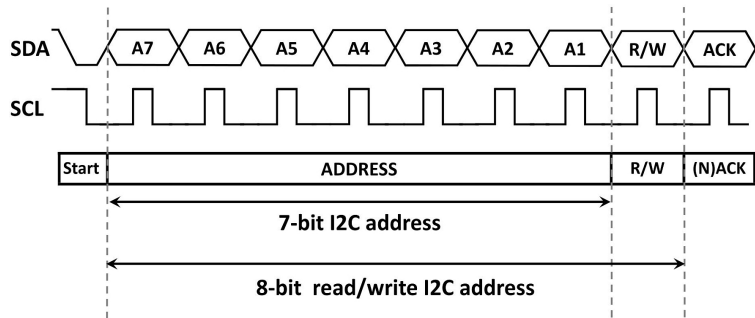 SDA A7 A6 A5 A4 A3 A2 A1 R/W ACK
SCL
Start ADDRESS R/W (N)ACK
7-bit I2C address
8-bit read/write I2C address